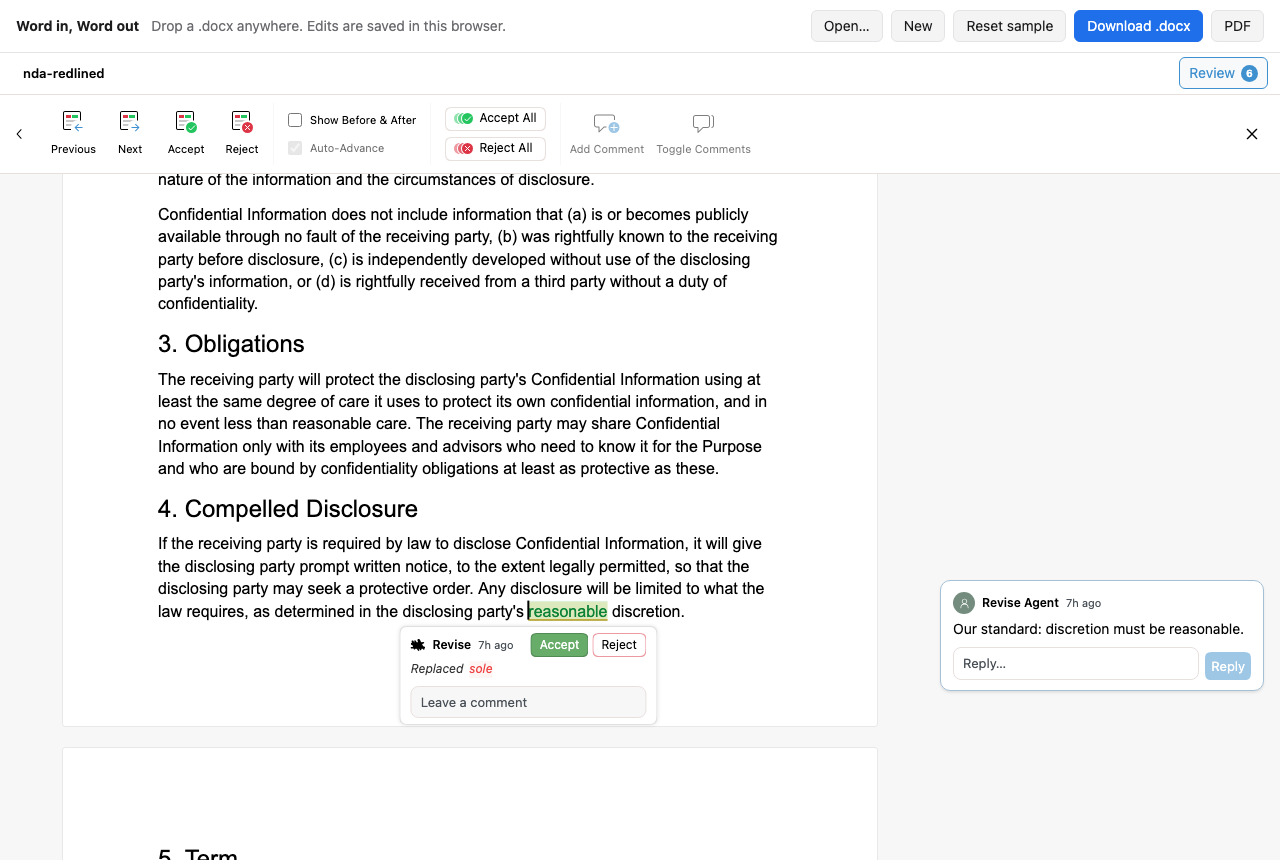 Word in, Word out Drop a .docx anywhere. Edits are saved in this browser. Open... New Reset sample Download .docx PDF
nda-redlined Review 6
Previous Next Accept Reject Show Before & After Auto-Advance Accept All Reject All Add Comment Toggle Comments
nature of the information and the circumstances of disclosure.
Confidential Information does not include information that (a) is or becomes publicly
available through no fault of the receiving party, (b) was rightfully known to the receiving
party before disclosure, (c) is independently developed without use of the disclosing
party's information, or (d) is rightfully received from a third party without a duty of
confidentiality.
3. Obligations
The receiving party will protect the disclosing party's Confidential Information using at
least the same degree of care it uses to protect its own confidential information, and in
no event less than reasonable care. The receiving party may share Confidential
Information only with its employees and advisors who need to know it for the Purpose
and who are bound by confidentiality obligations at least as protective as these.
4. Compelled Disclosure
If the receiving party is required by law to disclose Confidential Information, it will give
the disclosing party prompt written notice, to the extent legally permitted, so that the
disclosing party may seek a protective order. Any disclosure will be limited to what the
law requires, as determined in the disclosing party's reasonable discretion.
Revise 7h ago Accept Reject
Replaced sole
Leave a comment
Revise Agent 7h ago
Our standard: discretion must be reasonable.
Reply... Reply
5. Term